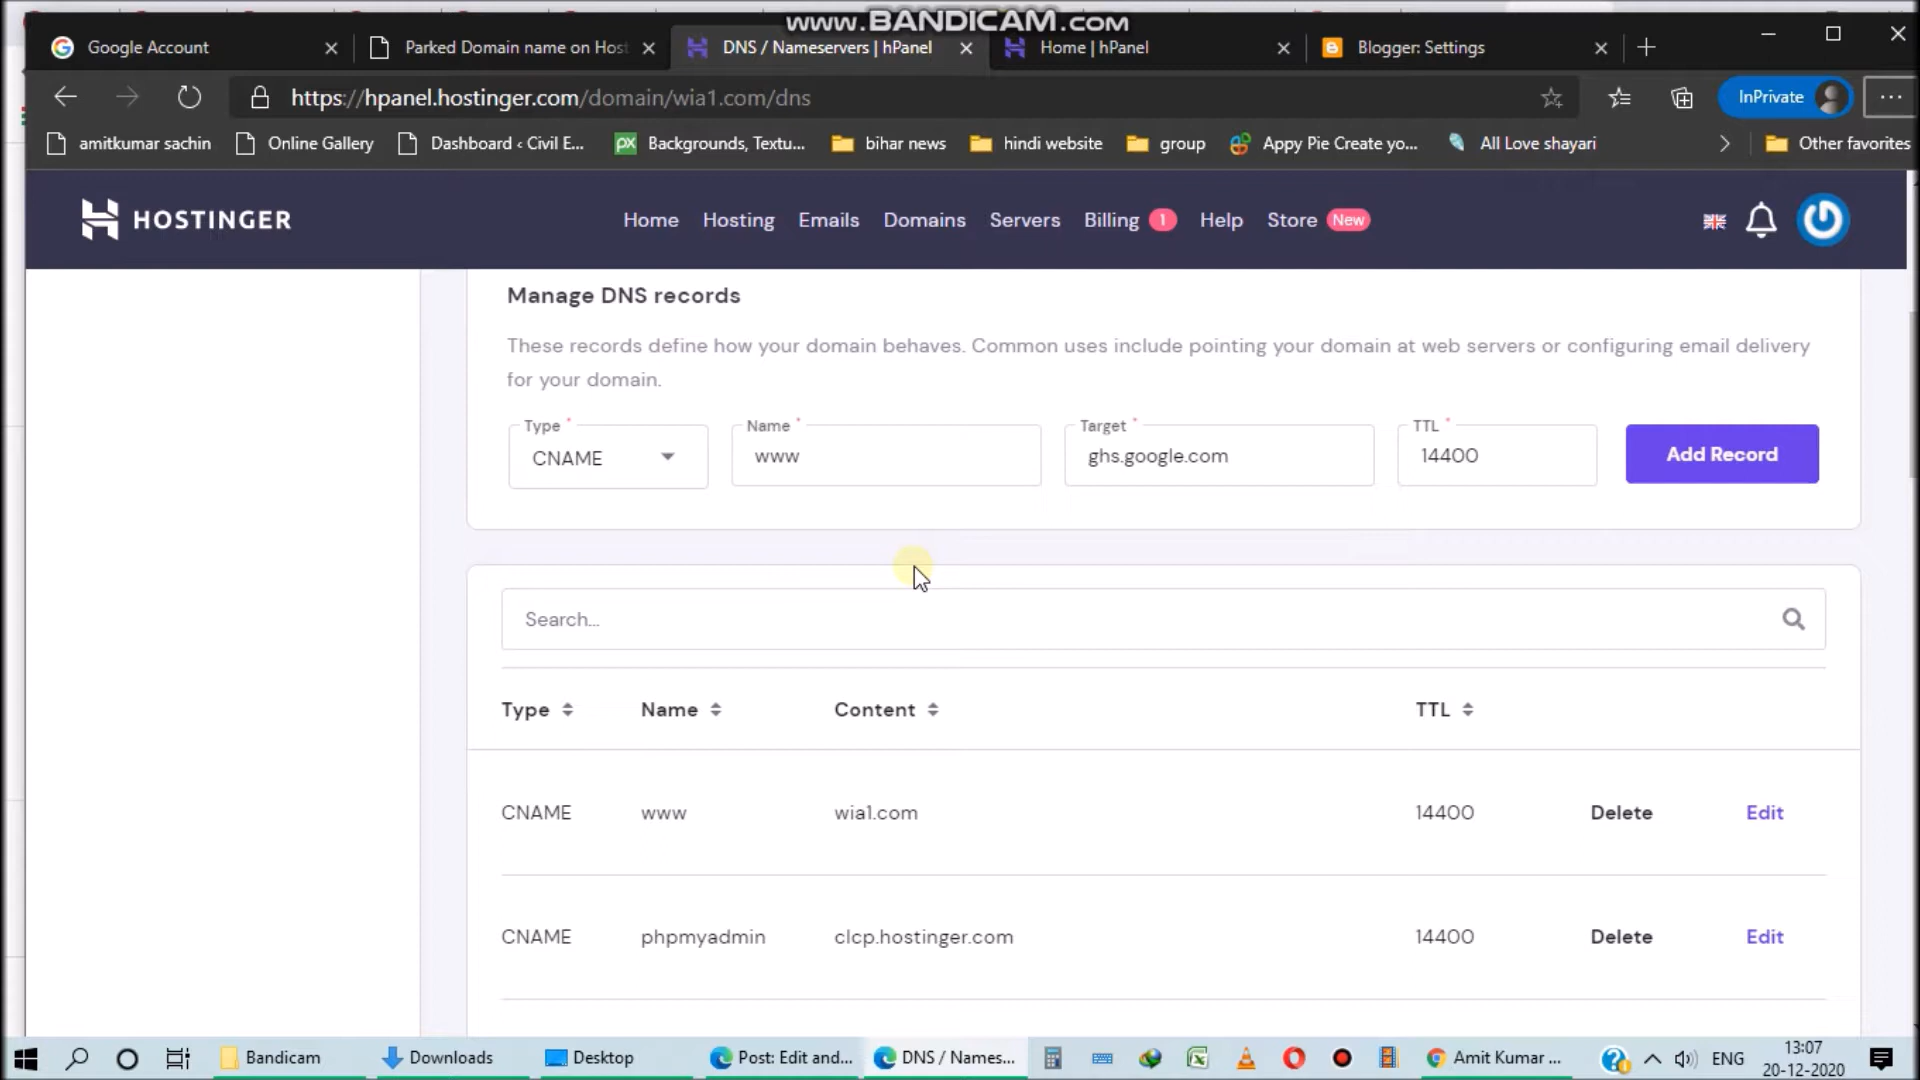 www.BANDICAM.com
Google Account
Parked Domain name on Host
DNS / Nameservers | hPanel
Home | hPanel
Blogger: Settings
https://hpanel.hostinger.com/domain/wia1.com/dns
InPrivate
amitkumar sachin
Online Gallery
Dashboard ‹ Civil E...
px
Backgrounds, Textu...
bihar news
hindi website
group
Appy Pie Create yo...
All Love shayari
Other favorites
HOSTINGER
Home
Hosting
Emails
Domains
Servers
Billing 1
Help
Store New
Manage DNS records
These records define how your domain behaves. Common uses include pointing your domain at web servers or configuring email delivery
for your domain.
Type *
Name *
Target *
TTL *
CNAME
www
ghs.google.com
14400
Add Record
Search...
Type
Name
Content
TTL
CNAME
www
wia1.com
14400
Delete
Edit
CNAME
phpmyadmin
clcp.hostinger.com
14400
Delete
Edit
Bandicam
Downloads
Desktop
Post: Edit and...
DNS / Names...
Amit Kumar ...
ENG
13:07
20-12-2020